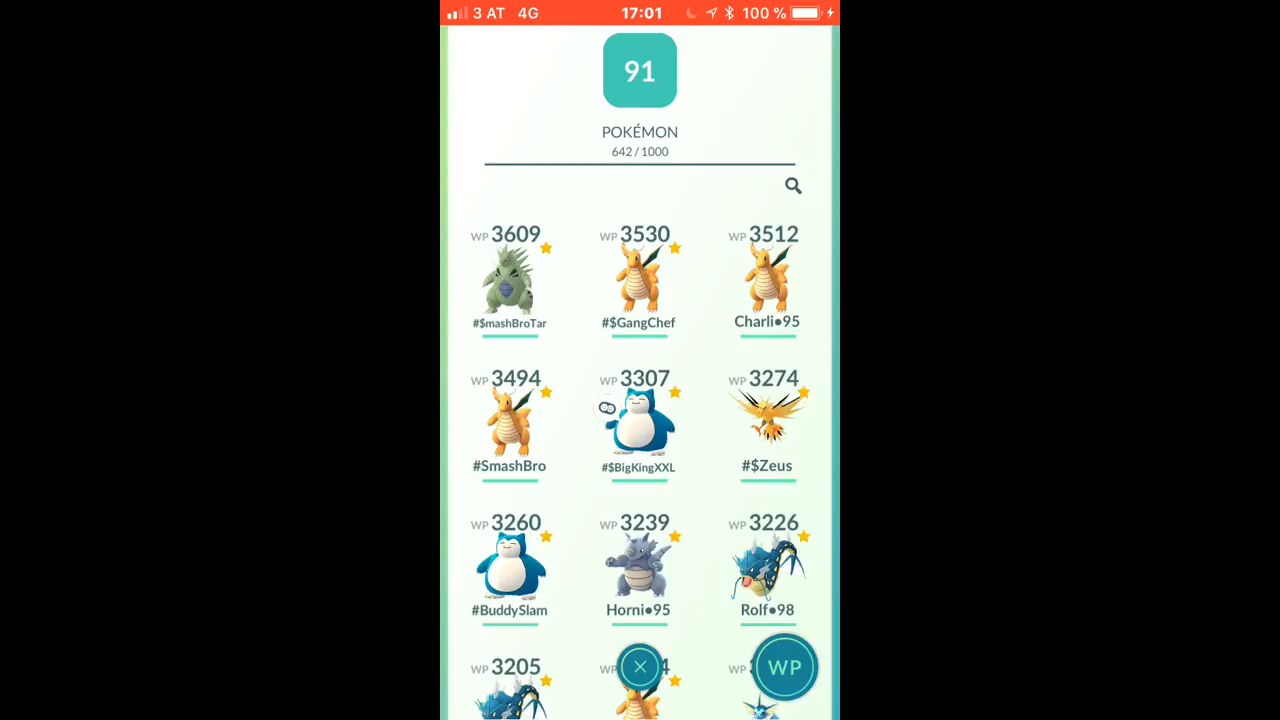 3 AT 4G 17:01 100 %
91
POKÉMON
642 / 1000
WP 3609 WP 3530 WP 3512
#$mashBroTar #$GangChef Charli●95
WP 3494 WP 3307 WP 3274
#SmashBro #$BigKingXXL #$Zeus
WP 3260 WP 3239 WP 3226
#BuddySlam Horni●95 Rolf●98
WP 3205
WP